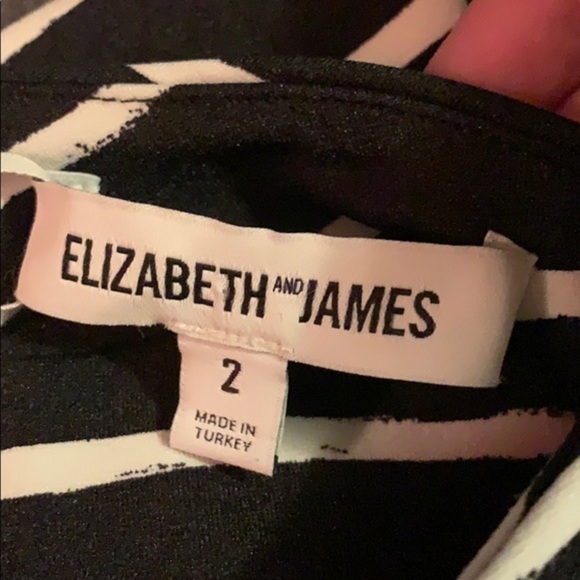 ELIZABETH AND JAMES
2
MADE IN
TURKEY